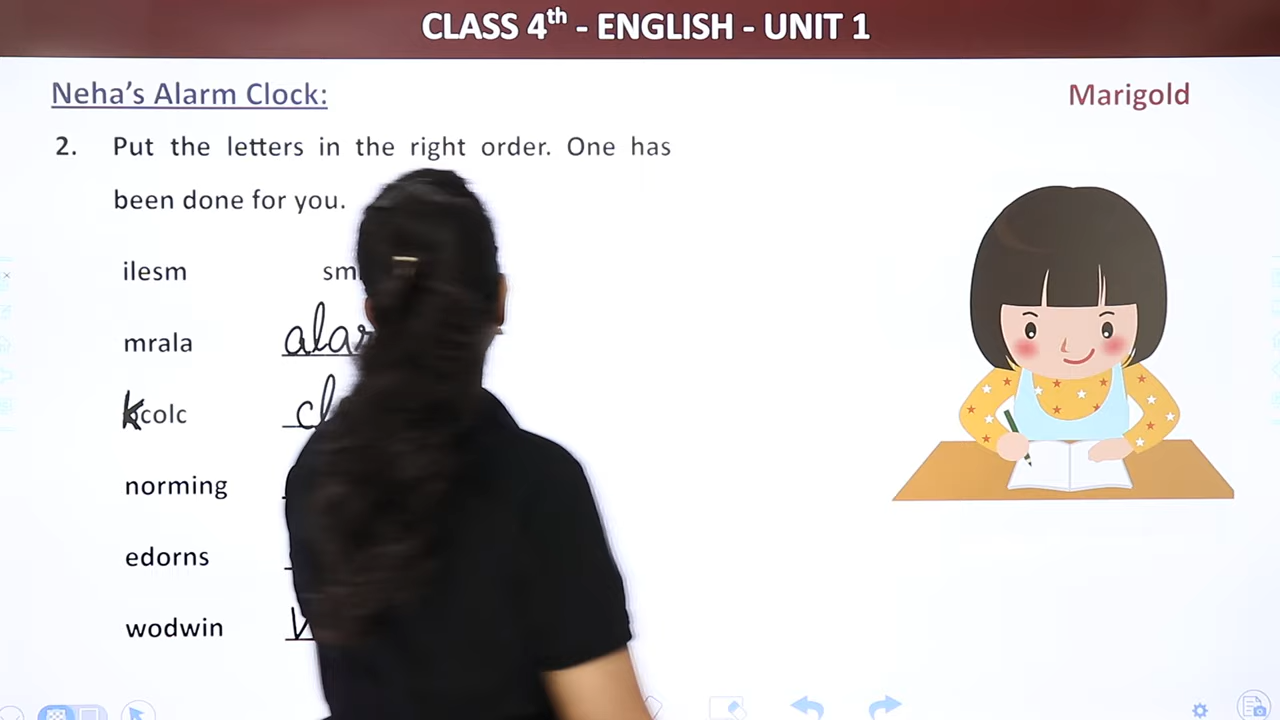 CLASS 4th - ENGLISH - UNIT 1
Neha's Alarm Clock:
Marigold
2. Put the letters in the right order. One has
been done for you.
ilesm
mrala
kcolc
norming
edorns
wodwin